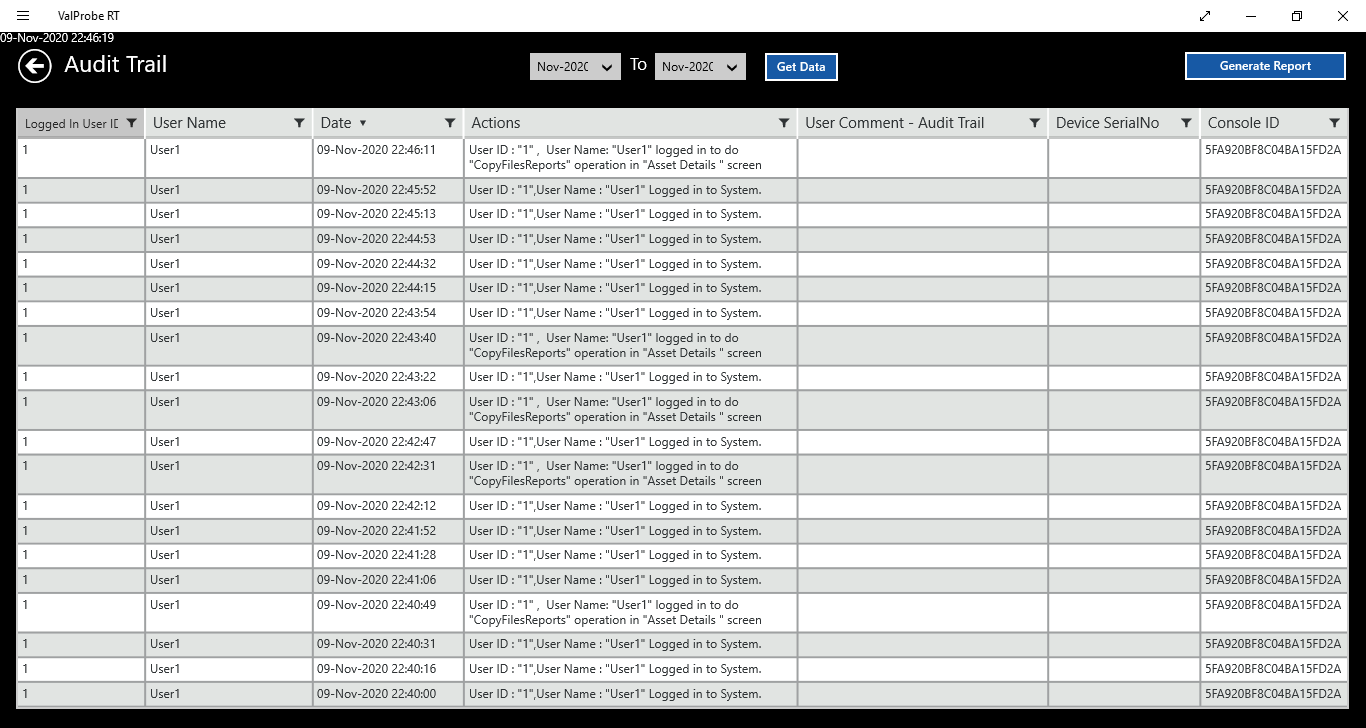 ValProbe RT
09-Nov-2020 22:46:19
Audit Trail
To
Get Data
Generate Report
Logged In User User Name Date Actions User Comment - Audit Trail Device SerialNo Console ID
1 User1 09-Nov-2020 22:46:11 User ID : "1" , User Name: "User1" logged in to do 5FA920BF8C04BA15FD2A
"CopyFilesReports" operation in "Asset Details " screen
1 User1 09-Nov-2020 22:45:52 User ID : "1",User Name : "User1" Logged in to System. 5FA920BF8C04BA15FD2A
1 User1 09-Nov-2020 22:45:13 User ID : "1",User Name : "User1" Logged in to System. 5FA920BF8C04BA15FD2A
1 User1 09-Nov-2020 22:44:53 User ID : "1",User Name : "User1" Logged in to System. 5FA920BF8C04BA15FD2A
1 User1 09-Nov-2020 22:44:32 User ID : "1",User Name : "User1" Logged in to System. 5FA920BF8C04BA15FD2A
1 User1 09-Nov-2020 22:44:15 User ID : "1",User Name : "User1" Logged in to System. 5FA920BF8C04BA15FD2A
1 User1 09-Nov-2020 22:43:54 User ID : "1",User Name : "User1" Logged in to System. 5FA920BF8C04BA15FD2A
1 User1 09-Nov-2020 22:43:40 User ID : "1" , User Name: "User1" logged in to do 5FA920BF8C04BA15FD2A
"CopyFilesReports" operation in "Asset Details " screen
1 User1 09-Nov-2020 22:43:22 User ID : "1",User Name : "User1" Logged in to System. 5FA920BF8C04BA15FD2A
1 User1 09-Nov-2020 22:43:06 User ID : "1" , User Name: "User1" logged in to do 5FA920BF8C04BA15FD2A
"CopyFilesReports" operation in "Asset Details " screen
1 User1 09-Nov-2020 22:42:47 User ID : "1",User Name : "User1" Logged in to System. 5FA920BF8C04BA15FD2A
1 User1 09-Nov-2020 22:42:31 User ID : "1" , User Name: "User1" logged in to do 5FA920BF8C04BA15FD2A
"CopyFilesReports" operation in "Asset Details " screen
1 User1 09-Nov-2020 22:42:12 User ID : "1",User Name : "User1" Logged in to System. 5FA920BF8C04BA15FD2A
1 User1 09-Nov-2020 22:41:52 User ID : "1",User Name : "User1" Logged in to System. 5FA920BF8C04BA15FD2A
1 User1 09-Nov-2020 22:41:28 User ID : "1",User Name : "User1" Logged in to System. 5FA920BF8C04BA15FD2A
1 User1 09-Nov-2020 22:41:06 User ID : "1",User Name : "User1" Logged in to System. 5FA920BF8C04BA15FD2A
1 User1 09-Nov-2020 22:40:49 User ID : "1" , User Name: "User1" logged in to do 5FA920BF8C04BA15FD2A
"CopyFilesReports" operation in "Asset Details " screen
1 User1 09-Nov-2020 22:40:31 User ID : "1",User Name : "User1" Logged in to System. 5FA920BF8C04BA15FD2A
1 User1 09-Nov-2020 22:40:16 User ID : "1",User Name : "User1" Logged in to System. 5FA920BF8C04BA15FD2A
1 User1 09-Nov-2020 22:40:00 User ID : "1",User Name : "User1" Logged in to System. 5FA920BF8C04BA15FD2A